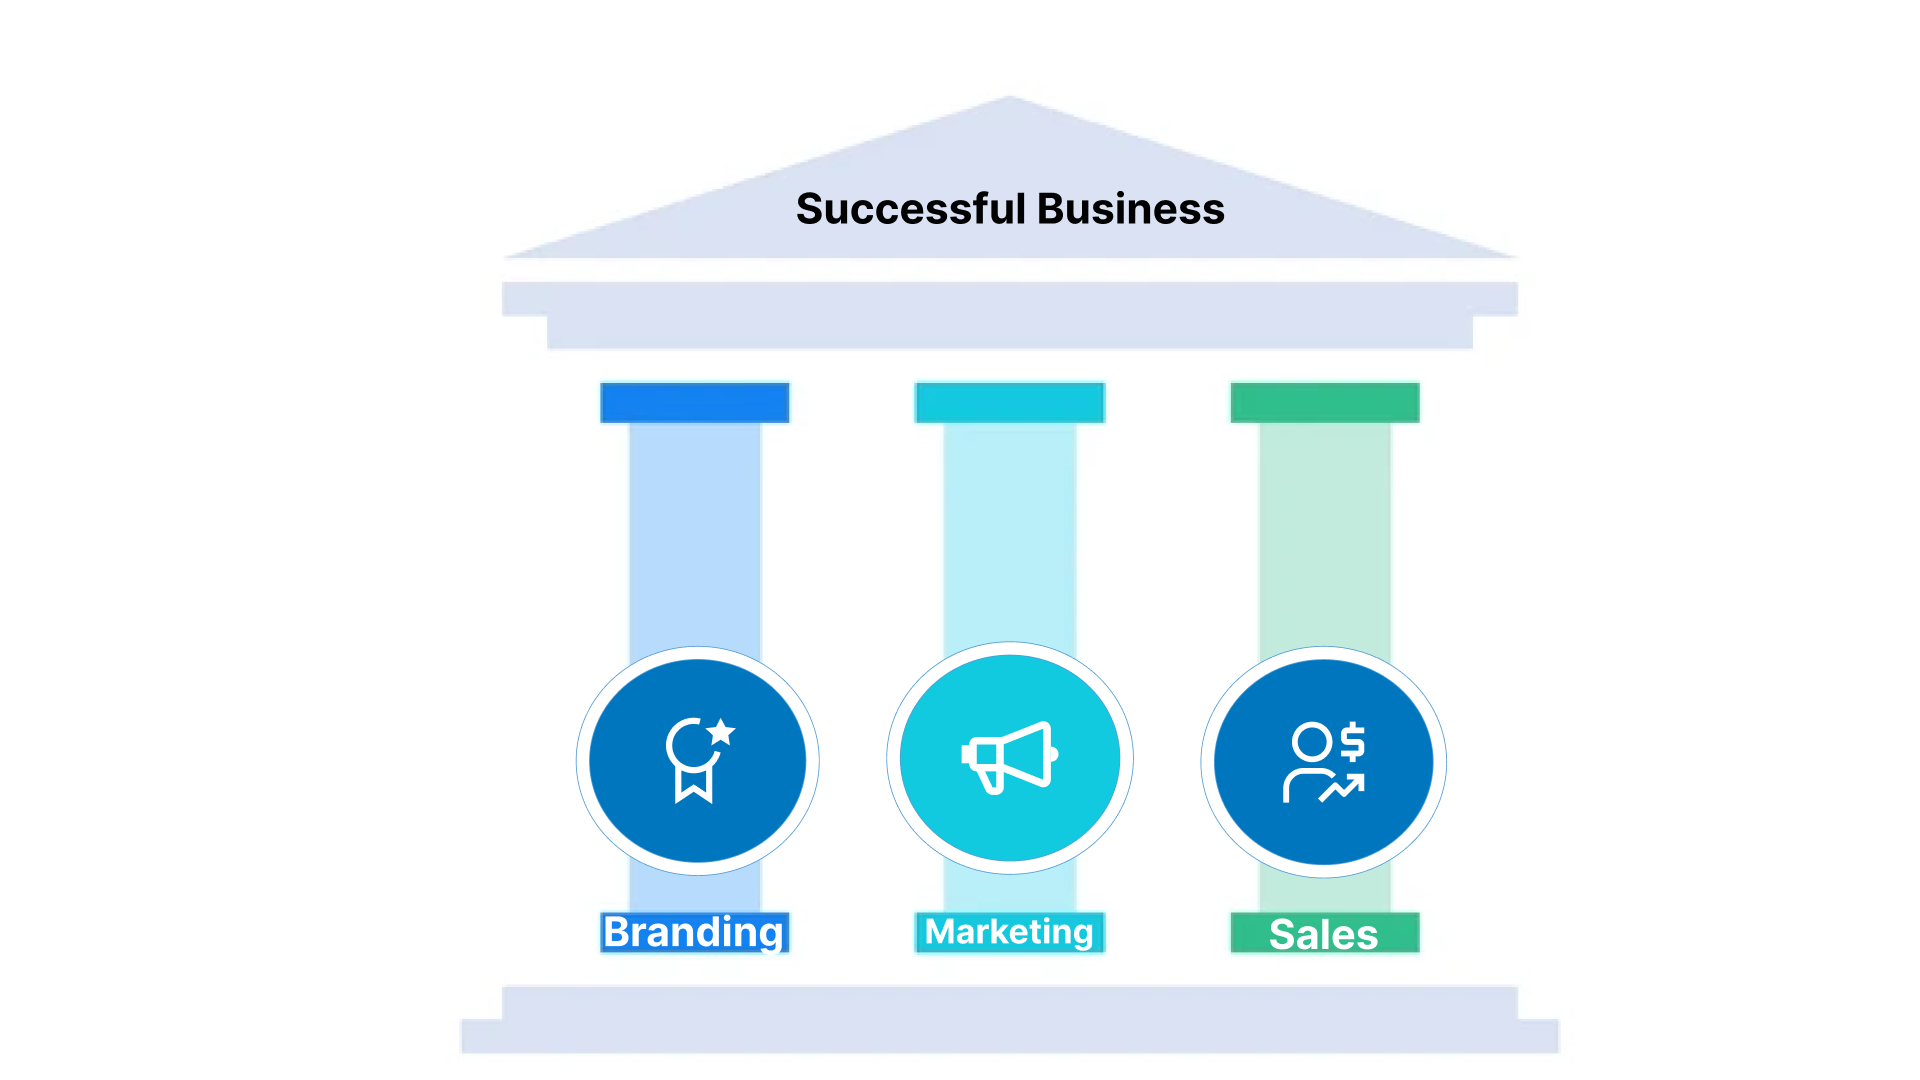 Successful Business
Branding
Marketing
Sales